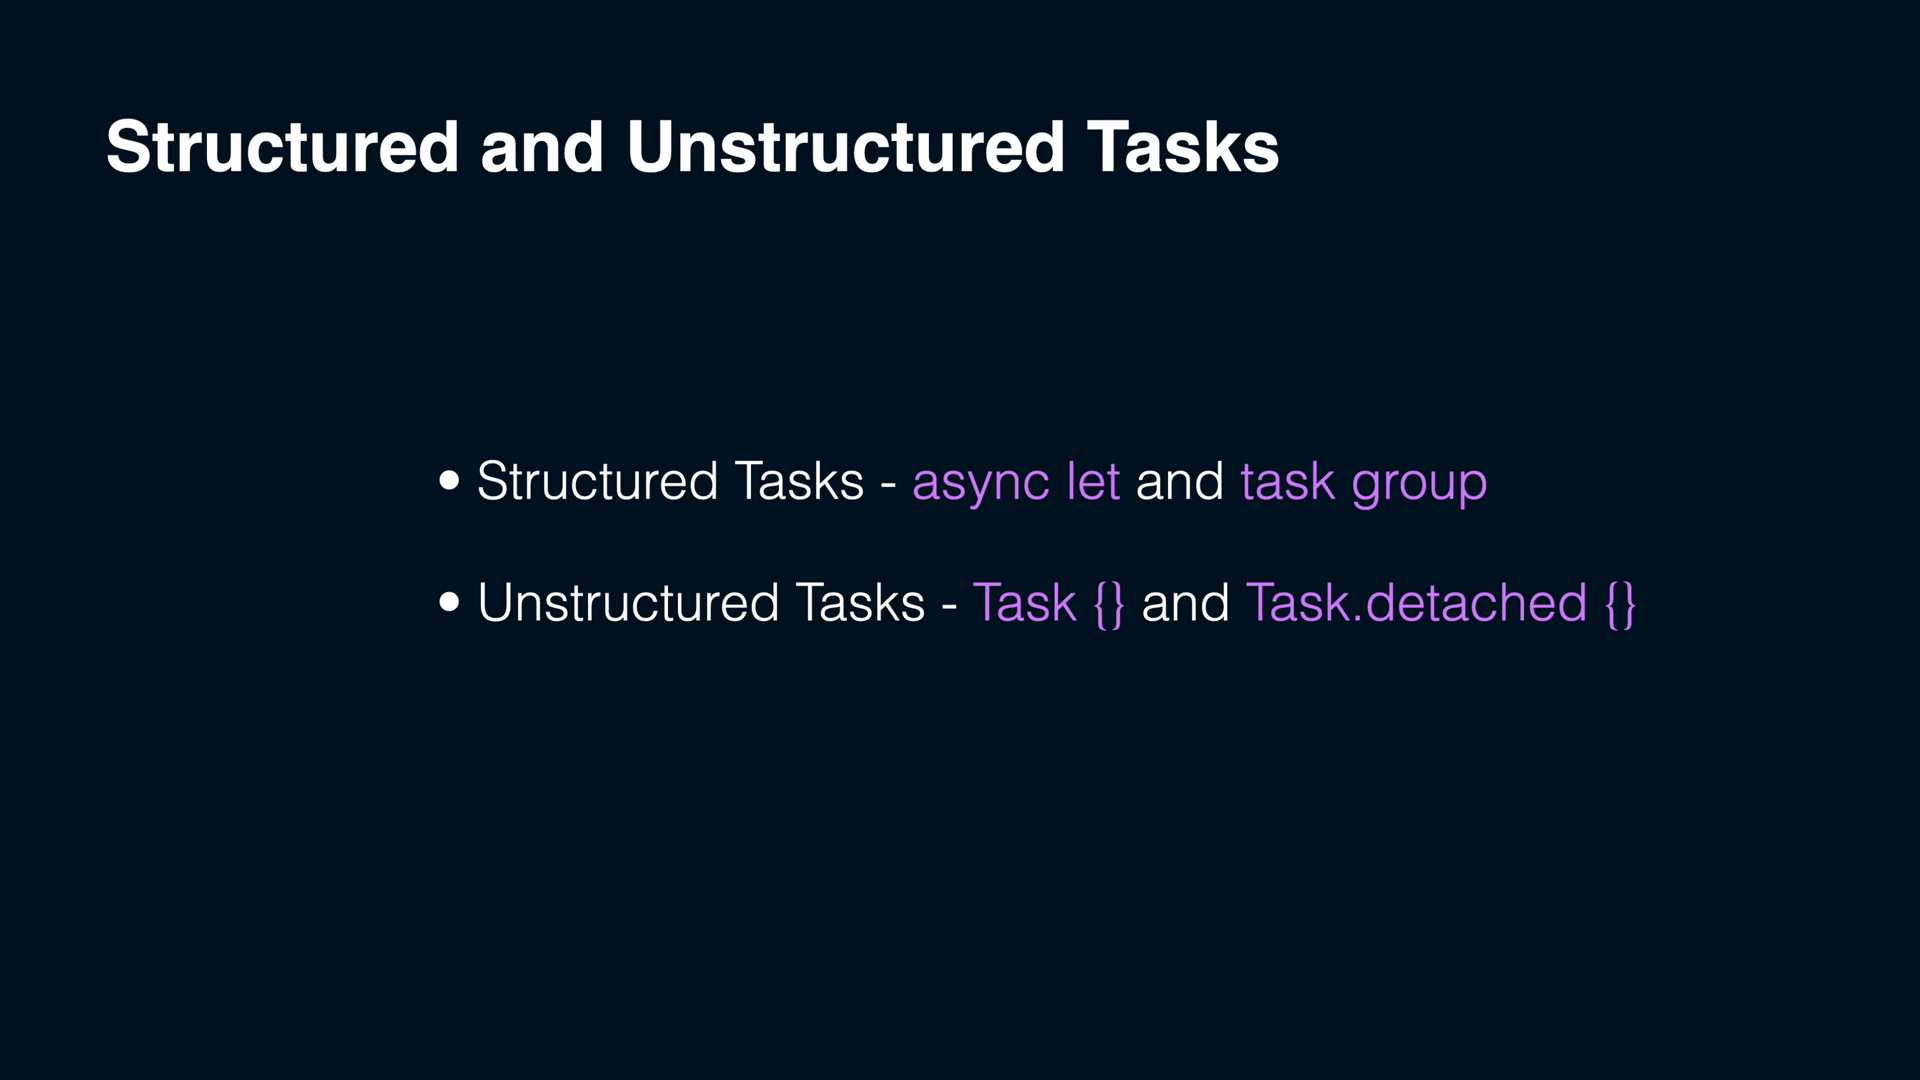 Structured and Unstructured Tasks
• Structured Tasks - async let and task group
• Unstructured Tasks - Task {} and Task.detached {}